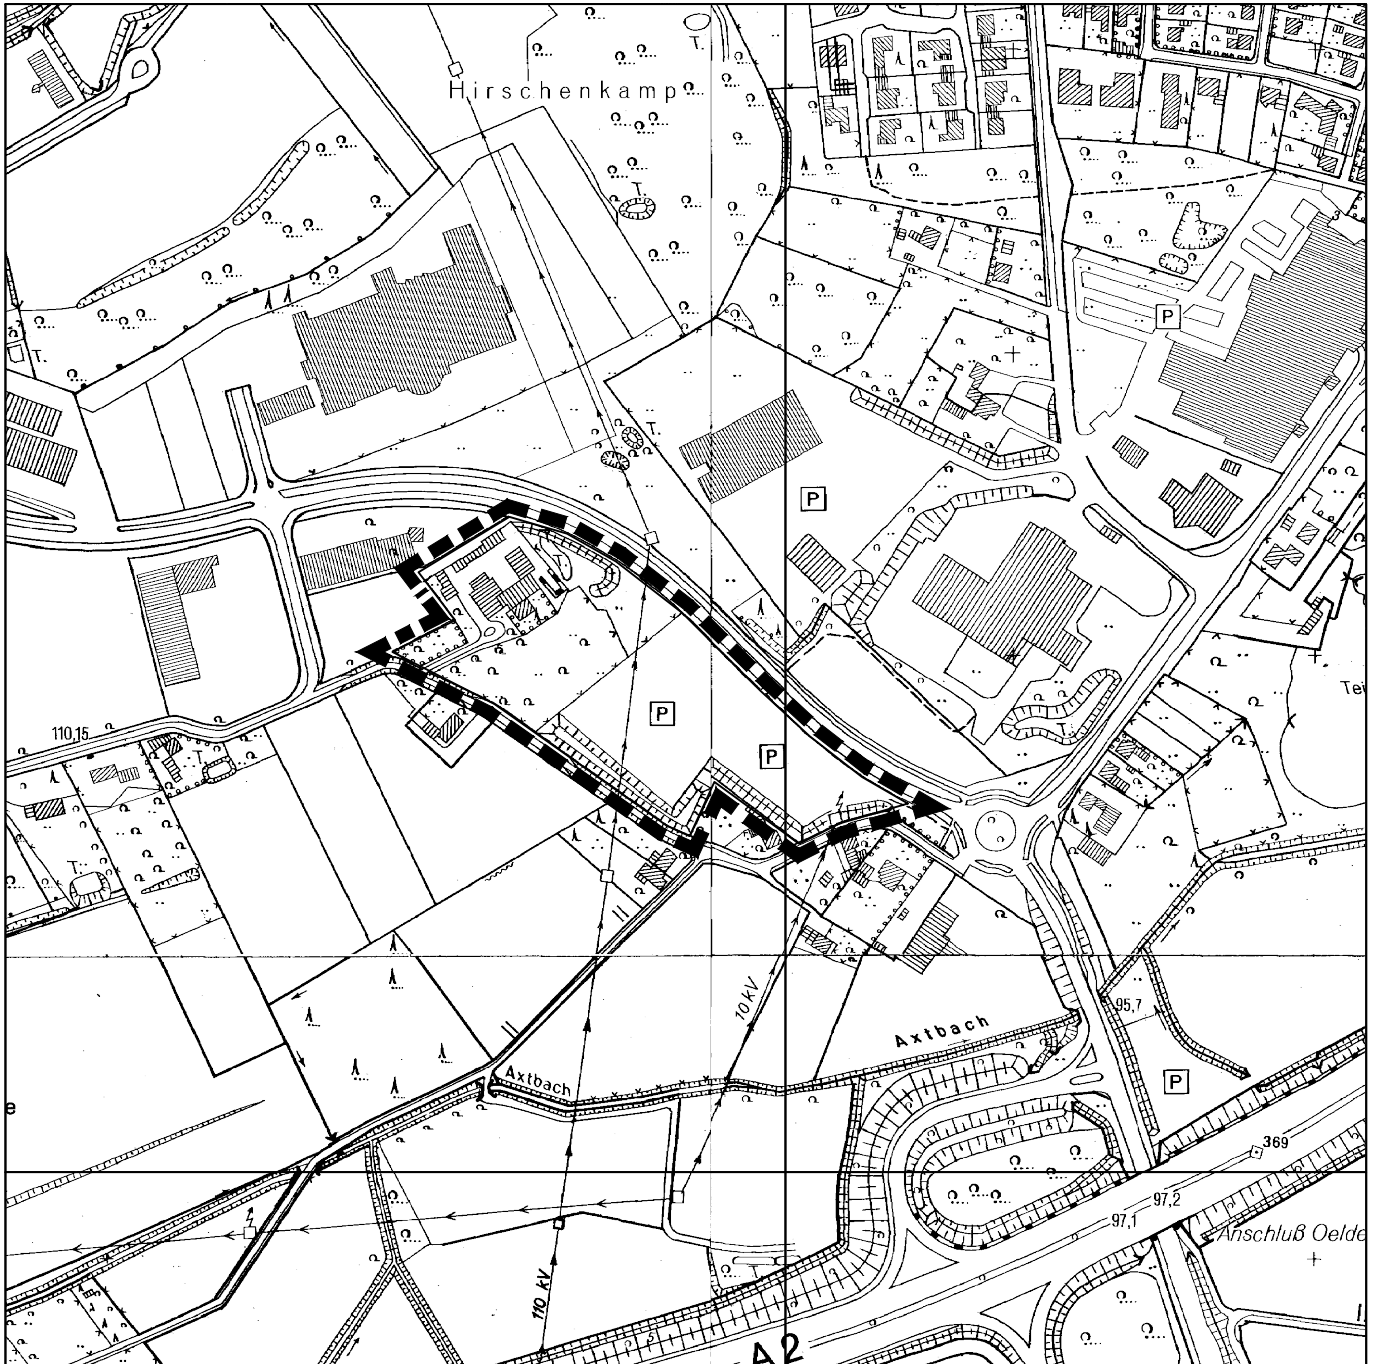 T.
Hirschenkamp
T.
P
T.
T.
P
P
110,15
P
T.
T.
10 KV
95,7
Axtbach
Axtbach
P
e
369
97,2
97,1
Anschluß Oelde
110 KV
A2